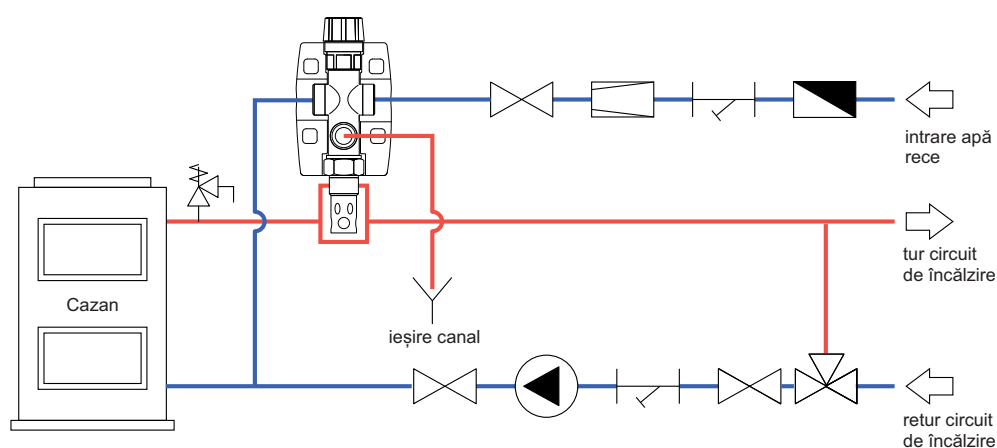 intrare apă
rece
tur circuit
de încălzire
Cazan
ieșire canal
retur circuit
de încălzire